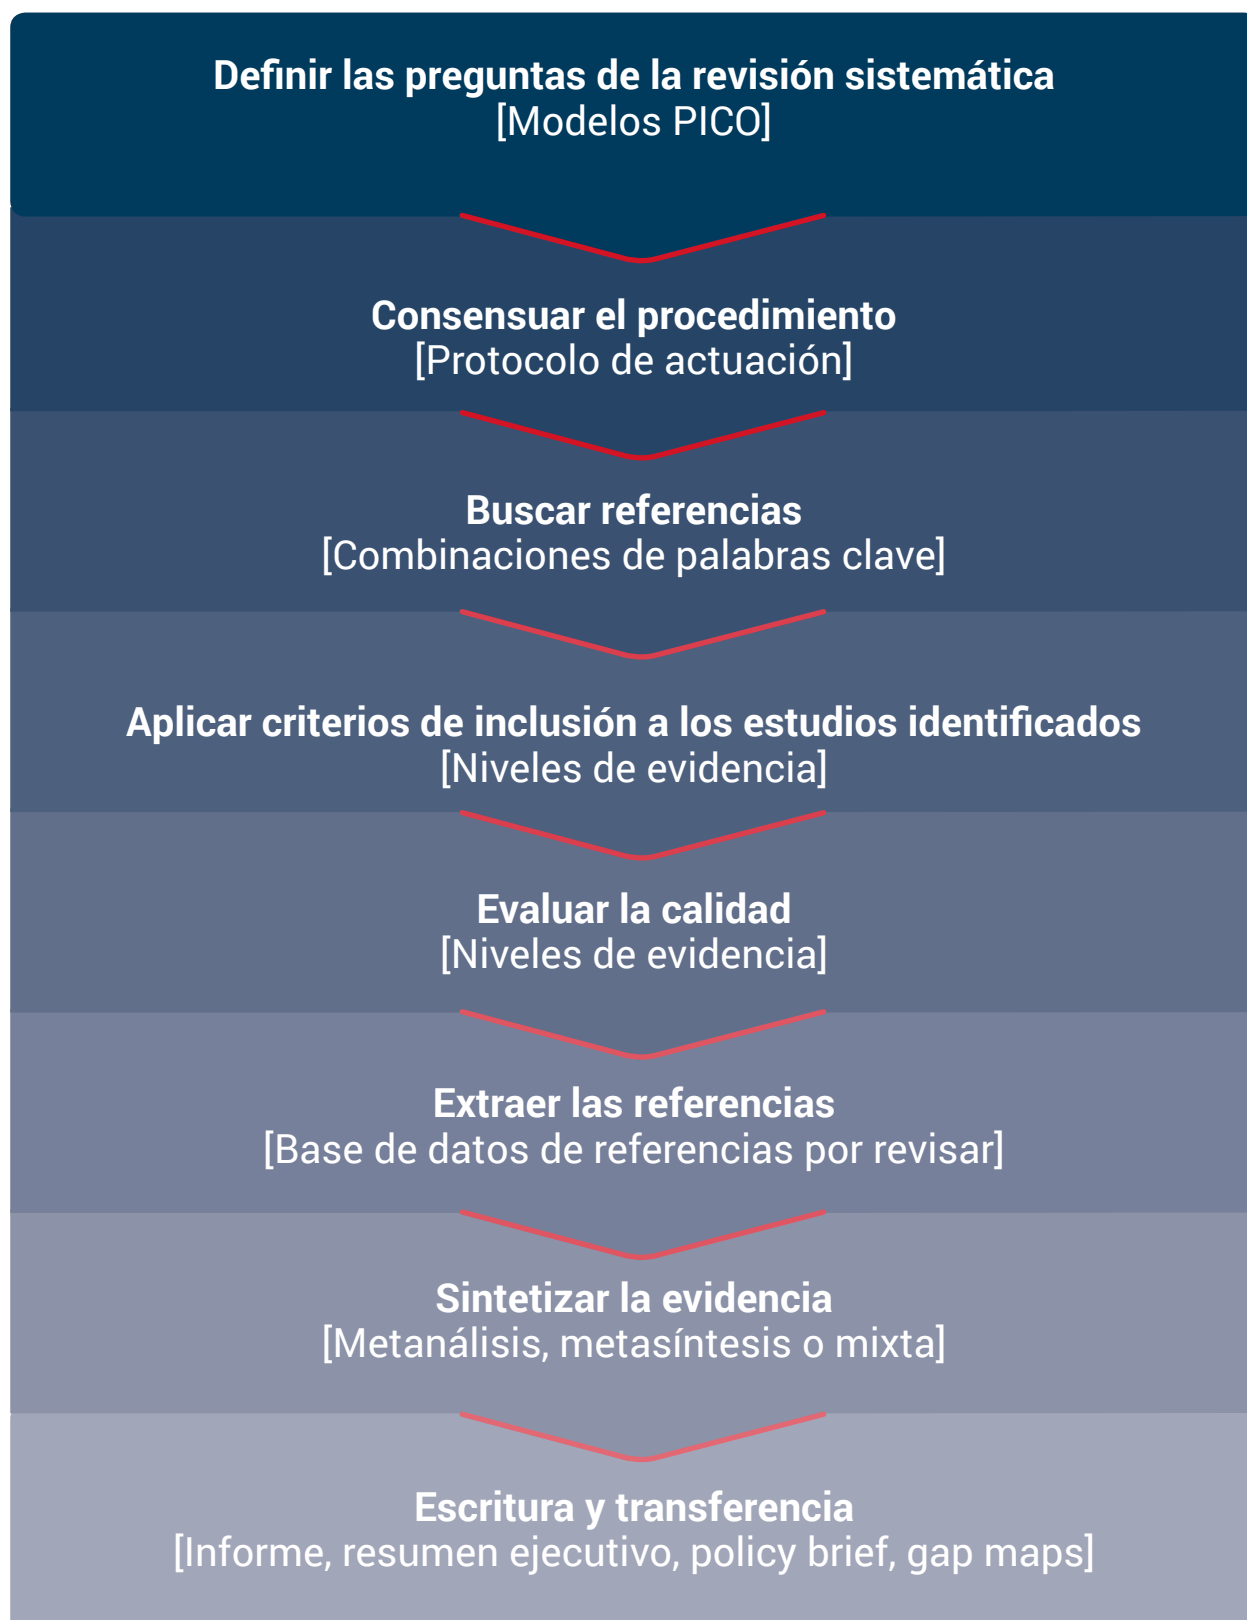 Definir las preguntas de la revisión sistemática
[Modelos PICO]
Consensuar el procedimiento
[Protocolo de actuación]
Buscar referencias
[Combinaciones de palabras clave]
Aplicar criterios de inclusión a los estudios identificados
[Niveles de evidencia]
Evaluar la calidad
[Niveles de evidencia]
Extraer las referencias
[Base de datos de referencias por revisar]
Sintetizar la evidencia
[Metanálisis, metasíntesis o mixta]
Escritura y transferencia
[Informe, resumen ejecutivo, policy brief, gap maps]